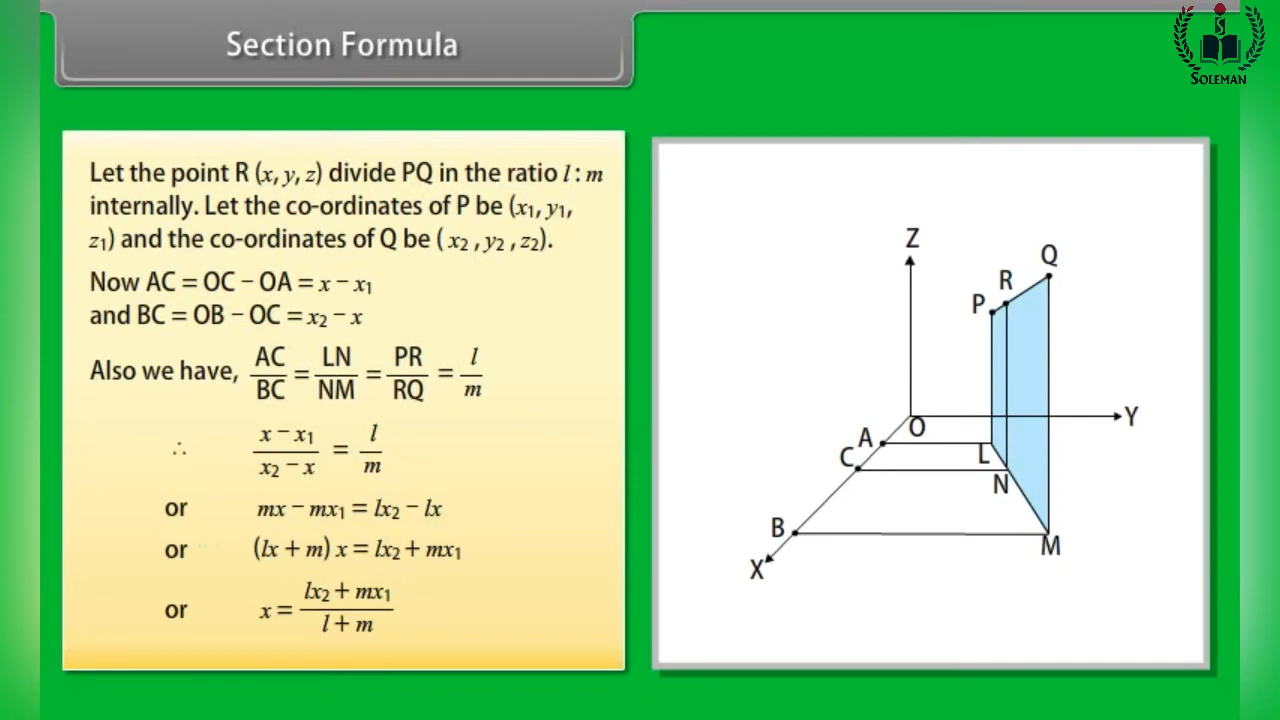 Section Formula
SOLEMAN
Let the point R (x, y, z) divide PQ in the ratio l : m
internally. Let the co-ordinates of P be (x₁, y₁,
z₁) and the co-ordinates of Q be ( x₂ , y₂ , z₂).
Now AC = OC − OA = x − x₁
and BC = OB − OC = x₂ − x
Also we have, AC/BC = LN/NM = PR/RQ = l/m
∴ (x − x₁)/(x₂ − x) = l/m
or mx − mx₁ = lx₂ − lx
or (lx + m) x = lx₂ + mx₁
or x = (lx₂ + mx₁)/(l + m)
Z
Q
R
P
Y
O
A
L
C
N
B
M
X